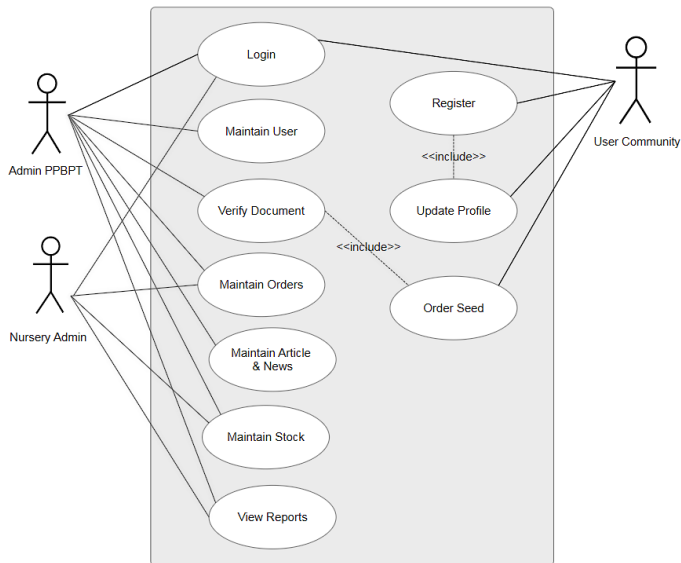 Login
Register
Maintain User
User Community
<<include>>
Admin PPBPT
Verify Document
Update Profile
<<include>>
Maintain Orders
Order Seed
Nursery Admin
Maintain Article
& News
Maintain Stock
View Reports